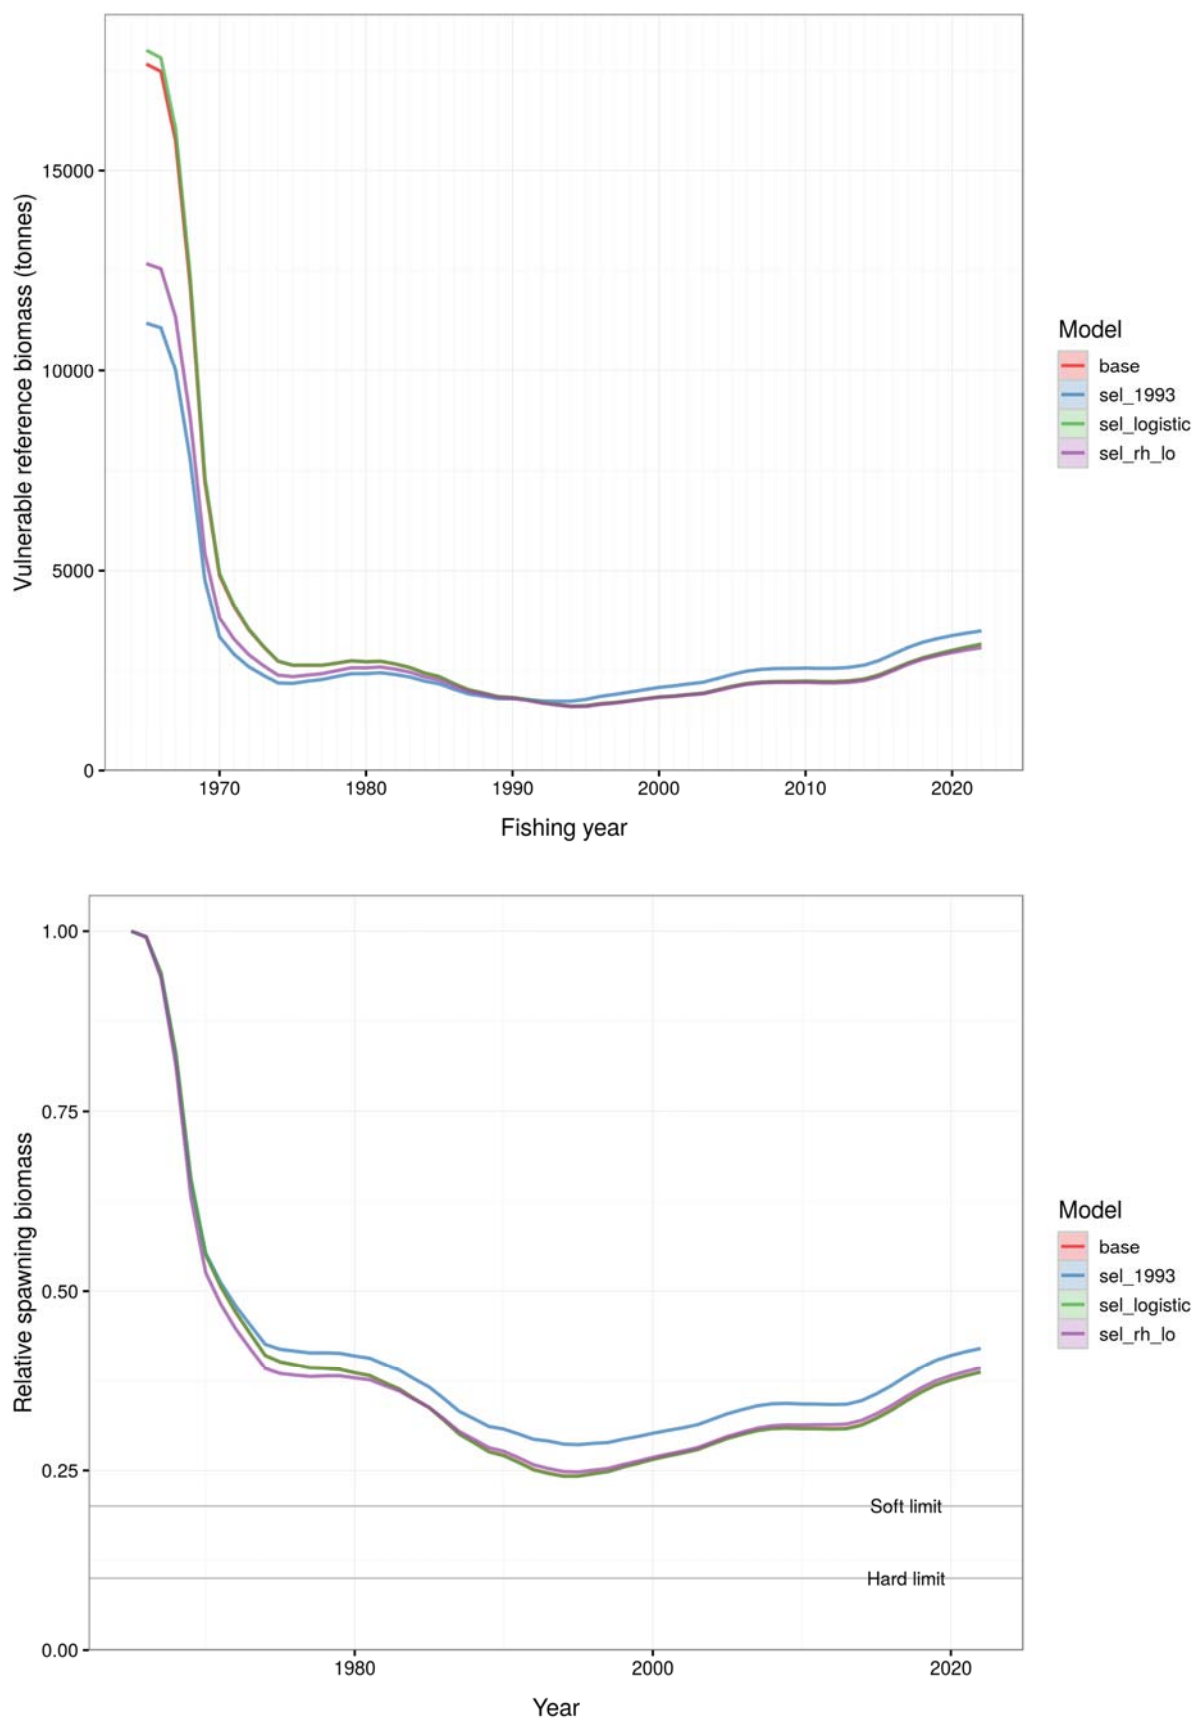 Vulnerable reference biomass (tonnes)
15000
10000
5000
0
1970 1980 1990 2000 2010 2020
Fishing year
Model
base
sel_1993
sel_logistic
sel_rh_lo
Relative spawning biomass
1.00
0.75
0.50
0.25
0.00
Soft limit
Hard limit
1980 2000 2020
Year
Model
base
sel_1993
sel_logistic
sel_rh_lo